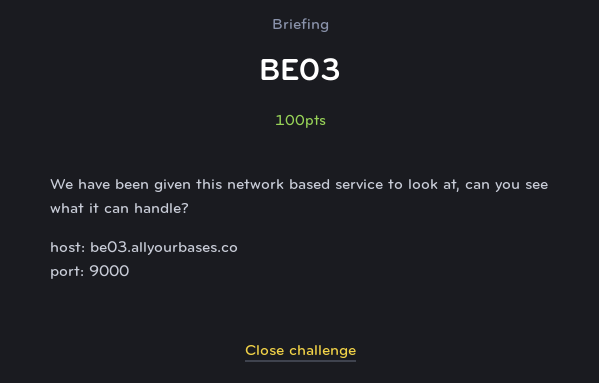 Briefing
BE03
100pts
We have been given this network based service to look at, can you see
what it can handle?
host: be03.allyourbases.co
port: 9000
Close challenge